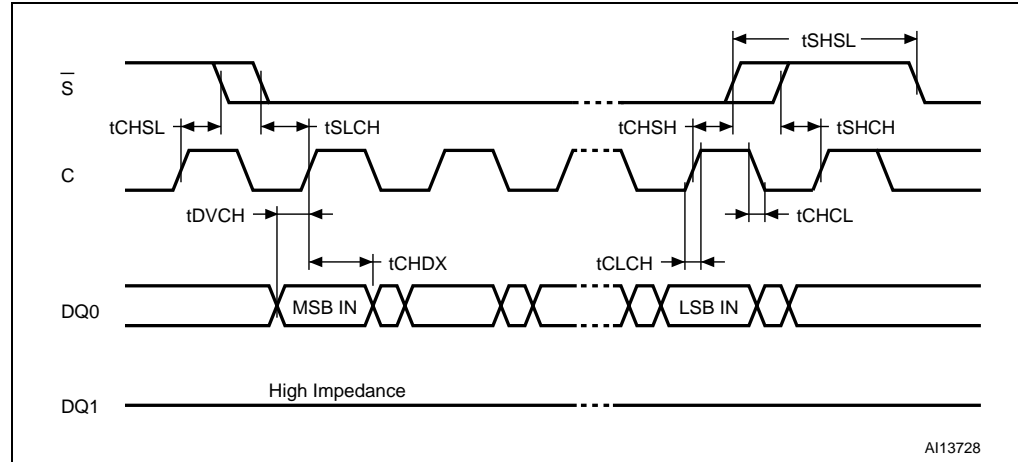 tSHSL
S̅
tCHSL tSLCH tCHSH tSHCH
C
tDVCH tCHCL
tCHDX tCLCH
DQ0 MSB IN LSB IN
High Impedance
DQ1
AI13728